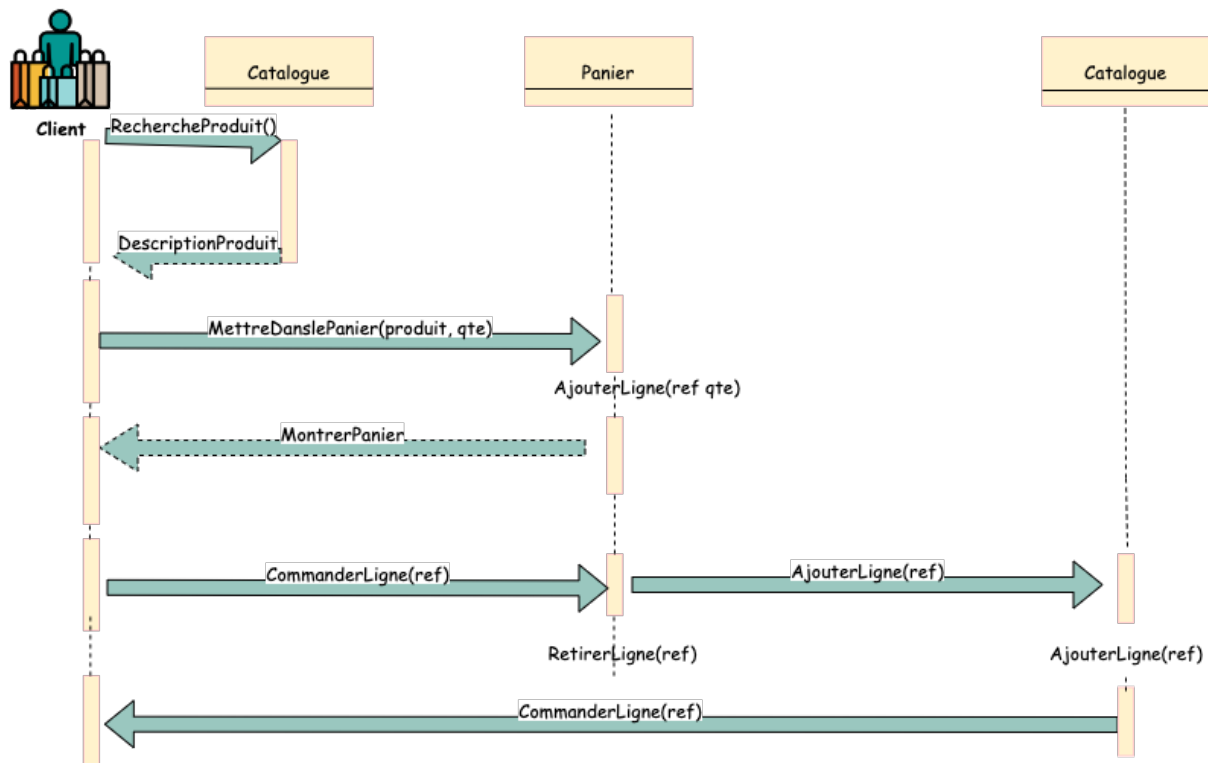 Catalogue
Panier
Catalogue
Client
RechercheProduit()
DescriptionProduit
MettreDanslePanier(produit, qte)
AjouterLigne(ref qte)
MontrerPanier
CommanderLigne(ref)
AjouterLigne(ref)
RetirerLigne(ref)
AjouterLigne(ref)
CommanderLigne(ref)